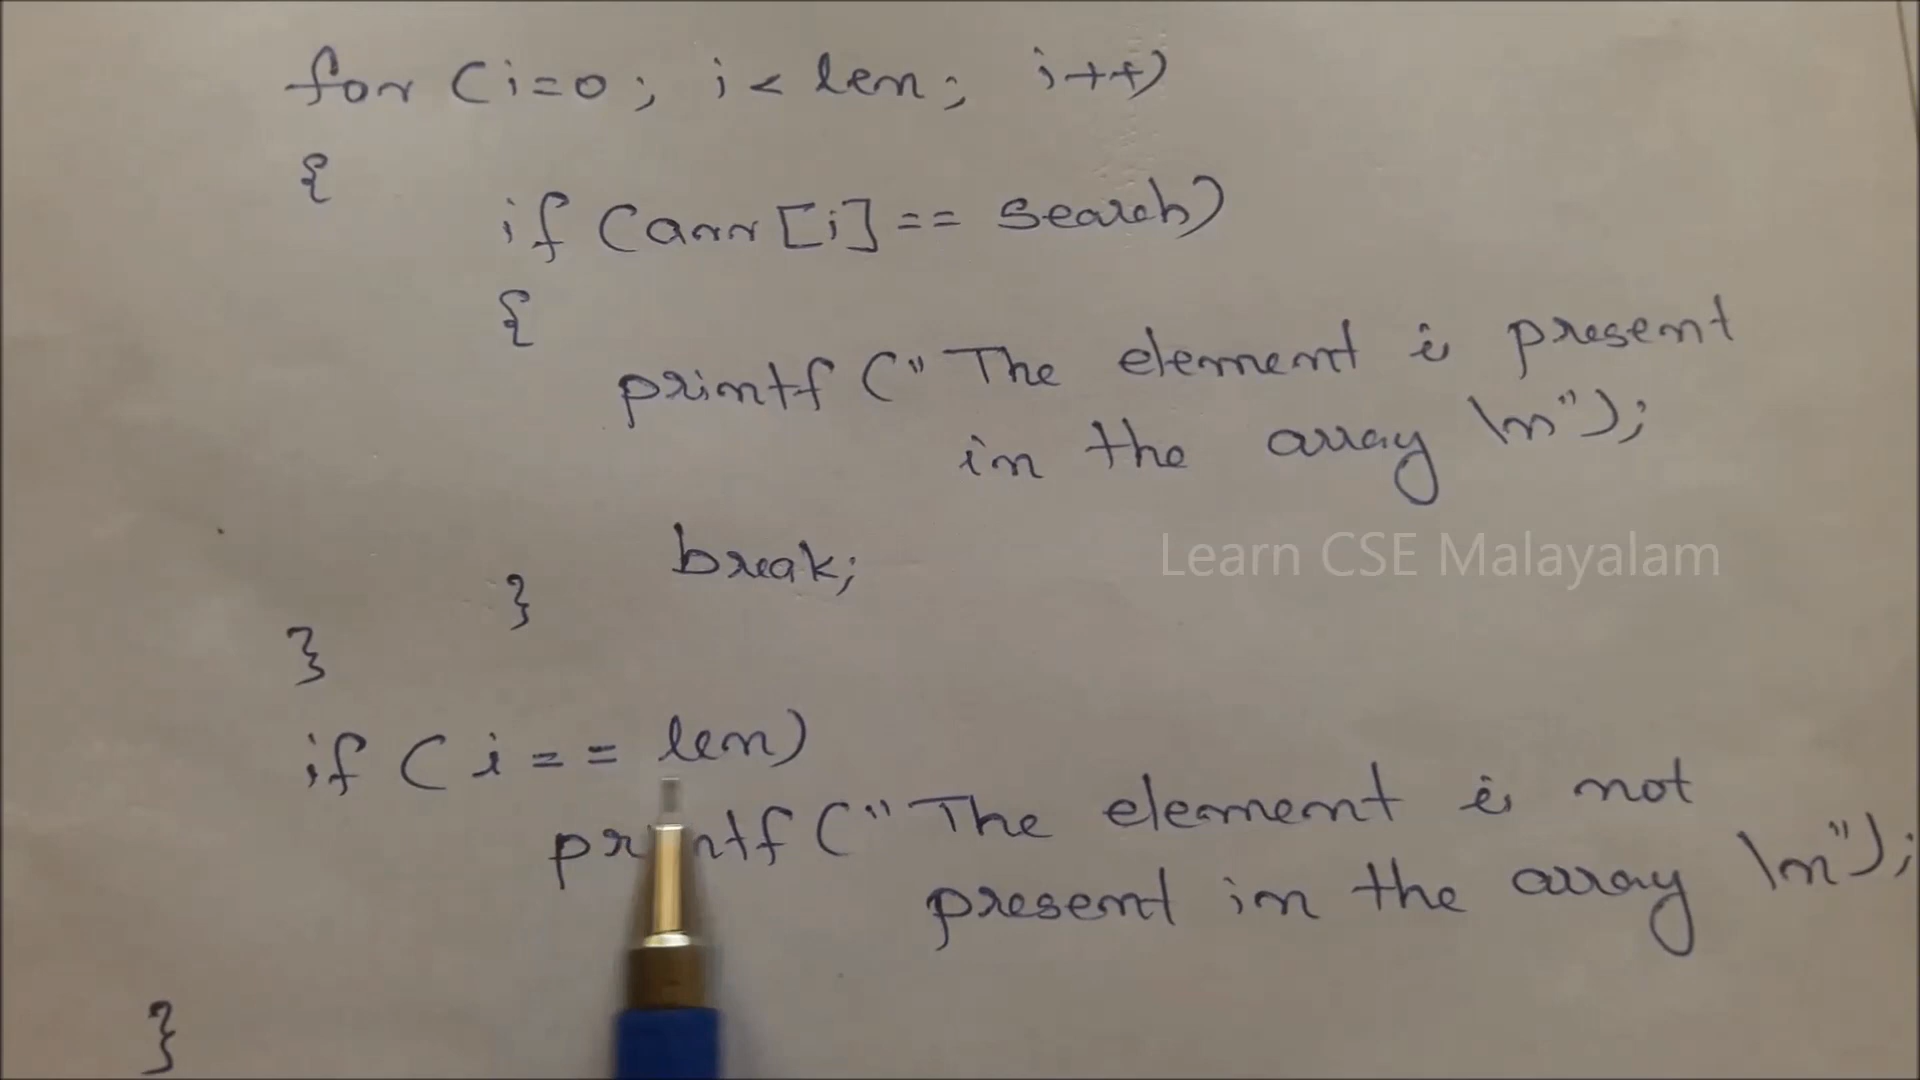 for (i=0; i< len; i++)
{
if (arr[i]== search)
{
printf ("The element is present
in the array \n");
break;
}
}
if (i== len)
printf ("The element is not
present in the array \n");
}
Learn CSE Malayalam